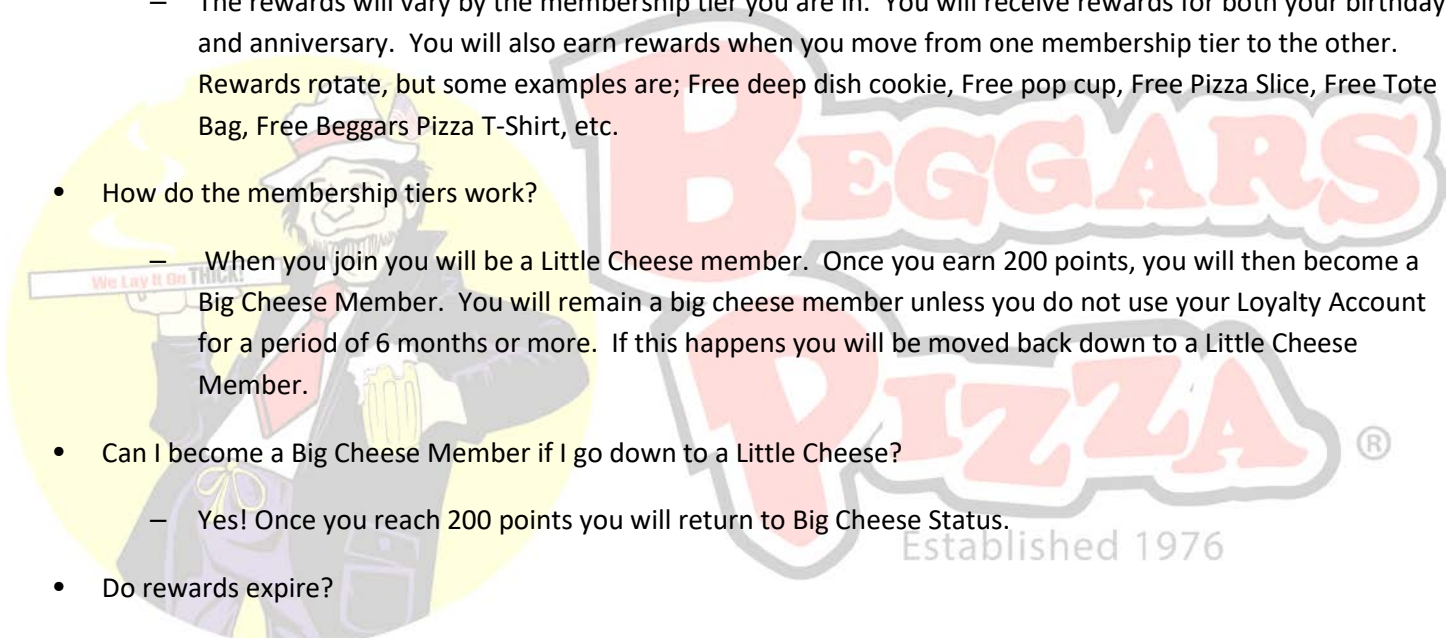 – The rewards will vary by the membership tier you are in. You will receive rewards for both your birthday
and anniversary. You will also earn rewards when you move from one membership tier to the other.
Rewards rotate, but some examples are; Free deep dish cookie, Free pop cup, Free Pizza Slice, Free Tote
Bag, Free Beggars Pizza T-Shirt, etc.
BEGGARS
• How do the membership tiers work?
– When you join you will be a Little Cheese member. Once you earn 200 points, you will then become a
We Lay It On THICK!
Big Cheese Member. You will remain a big cheese member unless you do not use your Loyalty Account
for a period of 6 months or more. If this happens you will be moved back down to a Little Cheese
Member.
PIZZA ®
• Can I become a Big Cheese Member if I go down to a Little Cheese?
– Yes! Once you reach 200 points you will return to Big Cheese Status.
Established 1976
• Do rewards expire?